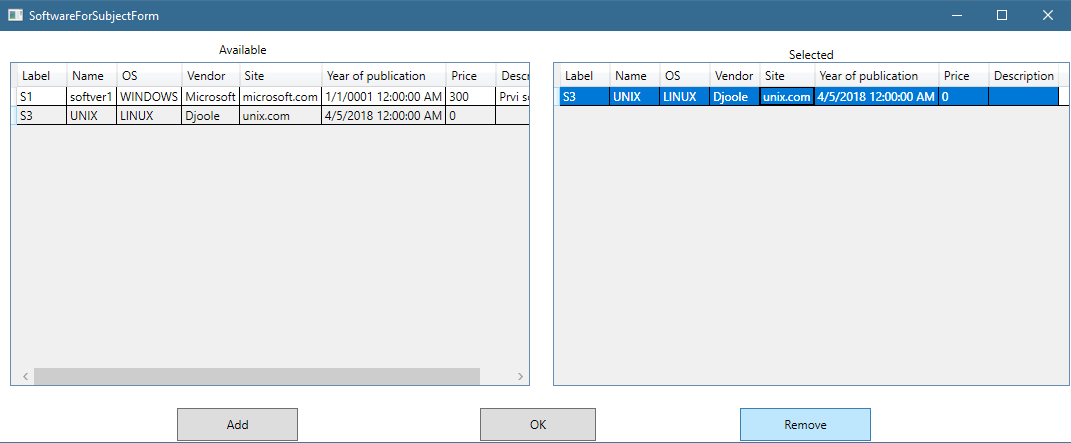 SoftwareForSubjectForm
Available
Selected
Label Name OS Vendor Site Year of publication Price Descr
S1 softver1 WINDOWS Microsoft microsoft.com 1/1/0001 12:00:00 AM 300 Prvi so
S3 UNIX LINUX Djoole unix.com 4/5/2018 12:00:00 AM 0
Label Name OS Vendor Site Year of publication Price Description
S3 UNIX LINUX Djoole unix.com 4/5/2018 12:00:00 AM 0
Add OK Remove